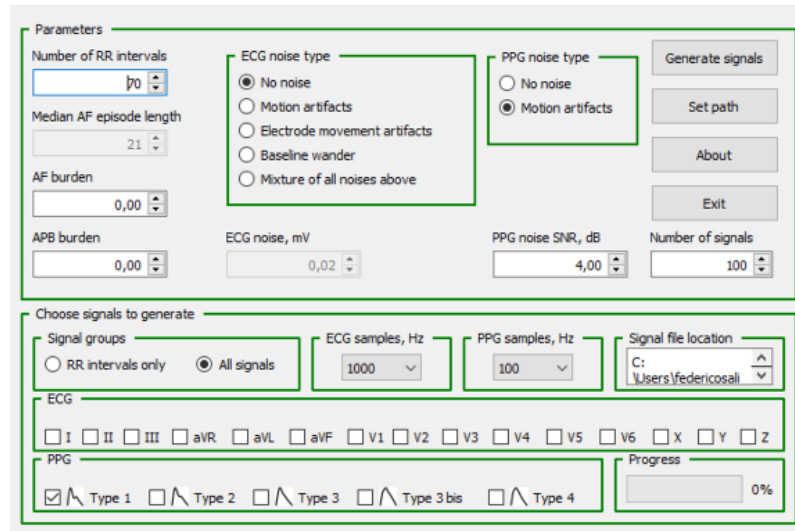 Parameters
Number of RR intervals
70
Median AF episode length
21
AF burden
0,00
APB burden
0,00
ECG noise type
No noise
Motion artifacts
Electrode movement artifacts
Baseline wander
Mixture of all noises above
ECG noise, mV
0,02
PPG noise type
No noise
Motion artifacts
PPG noise SNR, dB
4,00
Generate signals
Set path
About
Exit
Number of signals
100
Choose signals to generate
Signal groups
RR intervals only All signals
ECG samples, Hz
1000
PPG samples, Hz
100
Signal file location
C:
\Users\federicosali
ECG
I II III aVR aVL aVF V1 V2 V3 V4 V5 V6 X Y Z
PPG
Type 1 Type 2 Type 3 Type 3 bis Type 4
Progress
0%